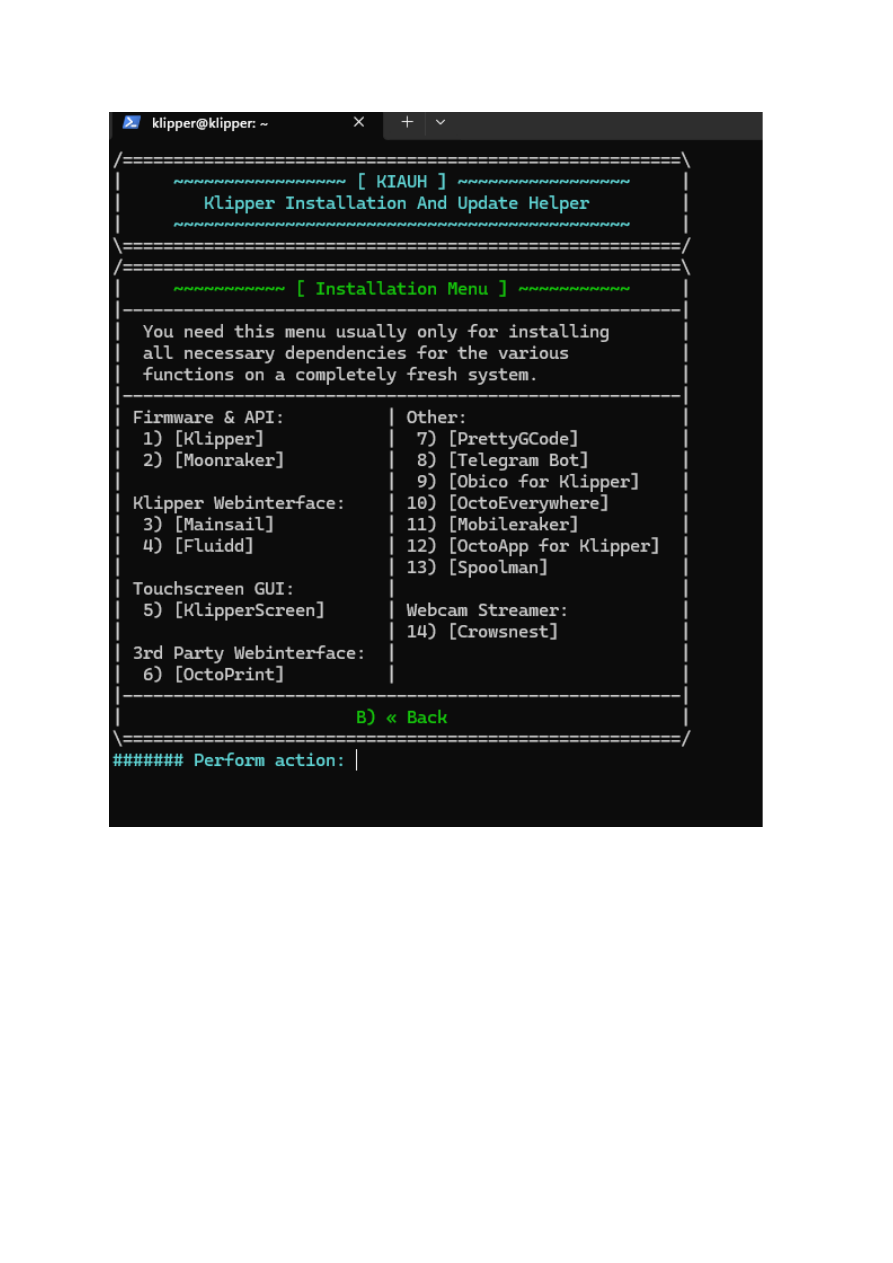 klipper@klipper: ~
/=======================================================\
|     ~~~~~~~~~~~~~~~~~ [ KIAUH ] ~~~~~~~~~~~~~~~~~     |
|        Klipper Installation And Update Helper         |
|     ~~~~~~~~~~~~~~~~~~~~~~~~~~~~~~~~~~~~~~~~~~~~~     |
\=======================================================/
/=======================================================\
|     ~~~~~~~~~~~ [ Installation Menu ] ~~~~~~~~~~~     |
|-------------------------------------------------------|
|  You need this menu usually only for installing       |
|  all necessary dependencies for the various           |
|  functions on a completely fresh system.              |
|-------------------------------------------------------|
| Firmware & API:          | Other:                     |
|  1) [Klipper]            |  7) [PrettyGCode]          |
|  2) [Moonraker]          |  8) [Telegram Bot]         |
|                          |  9) [Obico for Klipper]    |
| Klipper Webinterface:    | 10) [OctoEverywhere]       |
|  3) [Mainsail]           | 11) [Mobileraker]          |
|  4) [Fluidd]             | 12) [OctoApp for Klipper]  |
|                          | 13) [Spoolman]             |
| Touchscreen GUI:         |                            |
|  5) [KlipperScreen]      | Webcam Streamer:           |
|                          | 14) [Crowsnest]            |
| 3rd Party Webinterface:  |                            |
|  6) [OctoPrint]          |                            |
|-------------------------------------------------------|
|                       B) « Back                       |
\=======================================================/
####### Perform action: